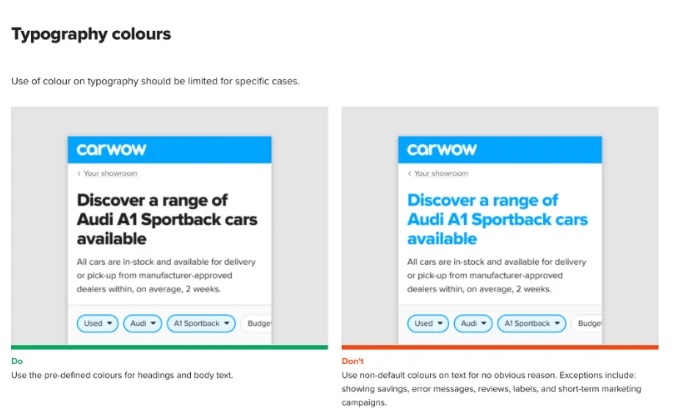 Typography colours
Use of colour on typography should be limited for specific cases.
carwow
‹ Your showroom
Discover a range of
Audi A1 Sportback cars
available
All cars are in-stock and available for delivery
or pick-up from manufacturer-approved
dealers within, on average, 2 weeks.
Used Audi A1 Sportback Budge
Do
Use the pre-defined colours for headings and body text.
carwow
‹ Your showroom
Discover a range of
Audi A1 Sportback cars
available
All cars are in-stock and available for delivery
or pick-up from manufacturer-approved
dealers within, on average, 2 weeks.
Used Audi A1 Sportback Budge
Don't
Use non-default colours on text for no obvious reason. Exceptions include:
showing savings, error messages, reviews, labels, and short-term marketing
campaigns.